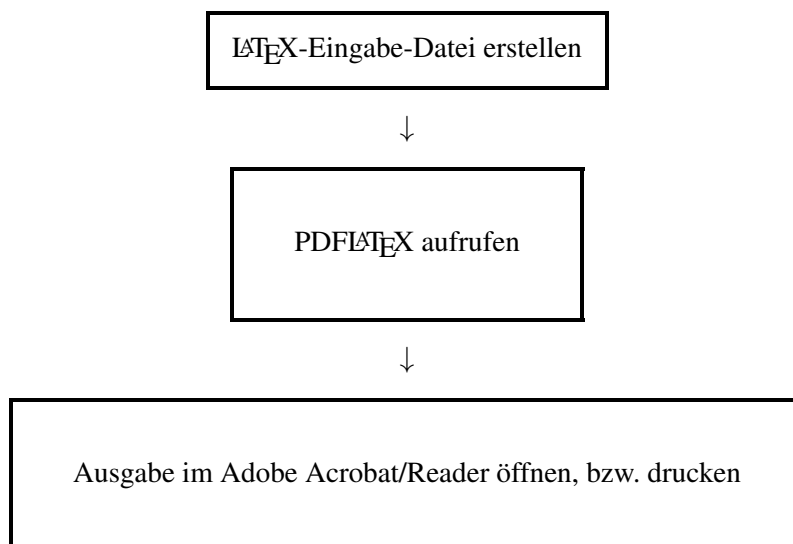 LATEX-Eingabe-Datei erstellen
↓
PDFLATEX aufrufen
↓
Ausgabe im Adobe Acrobat/Reader öffnen, bzw. drucken